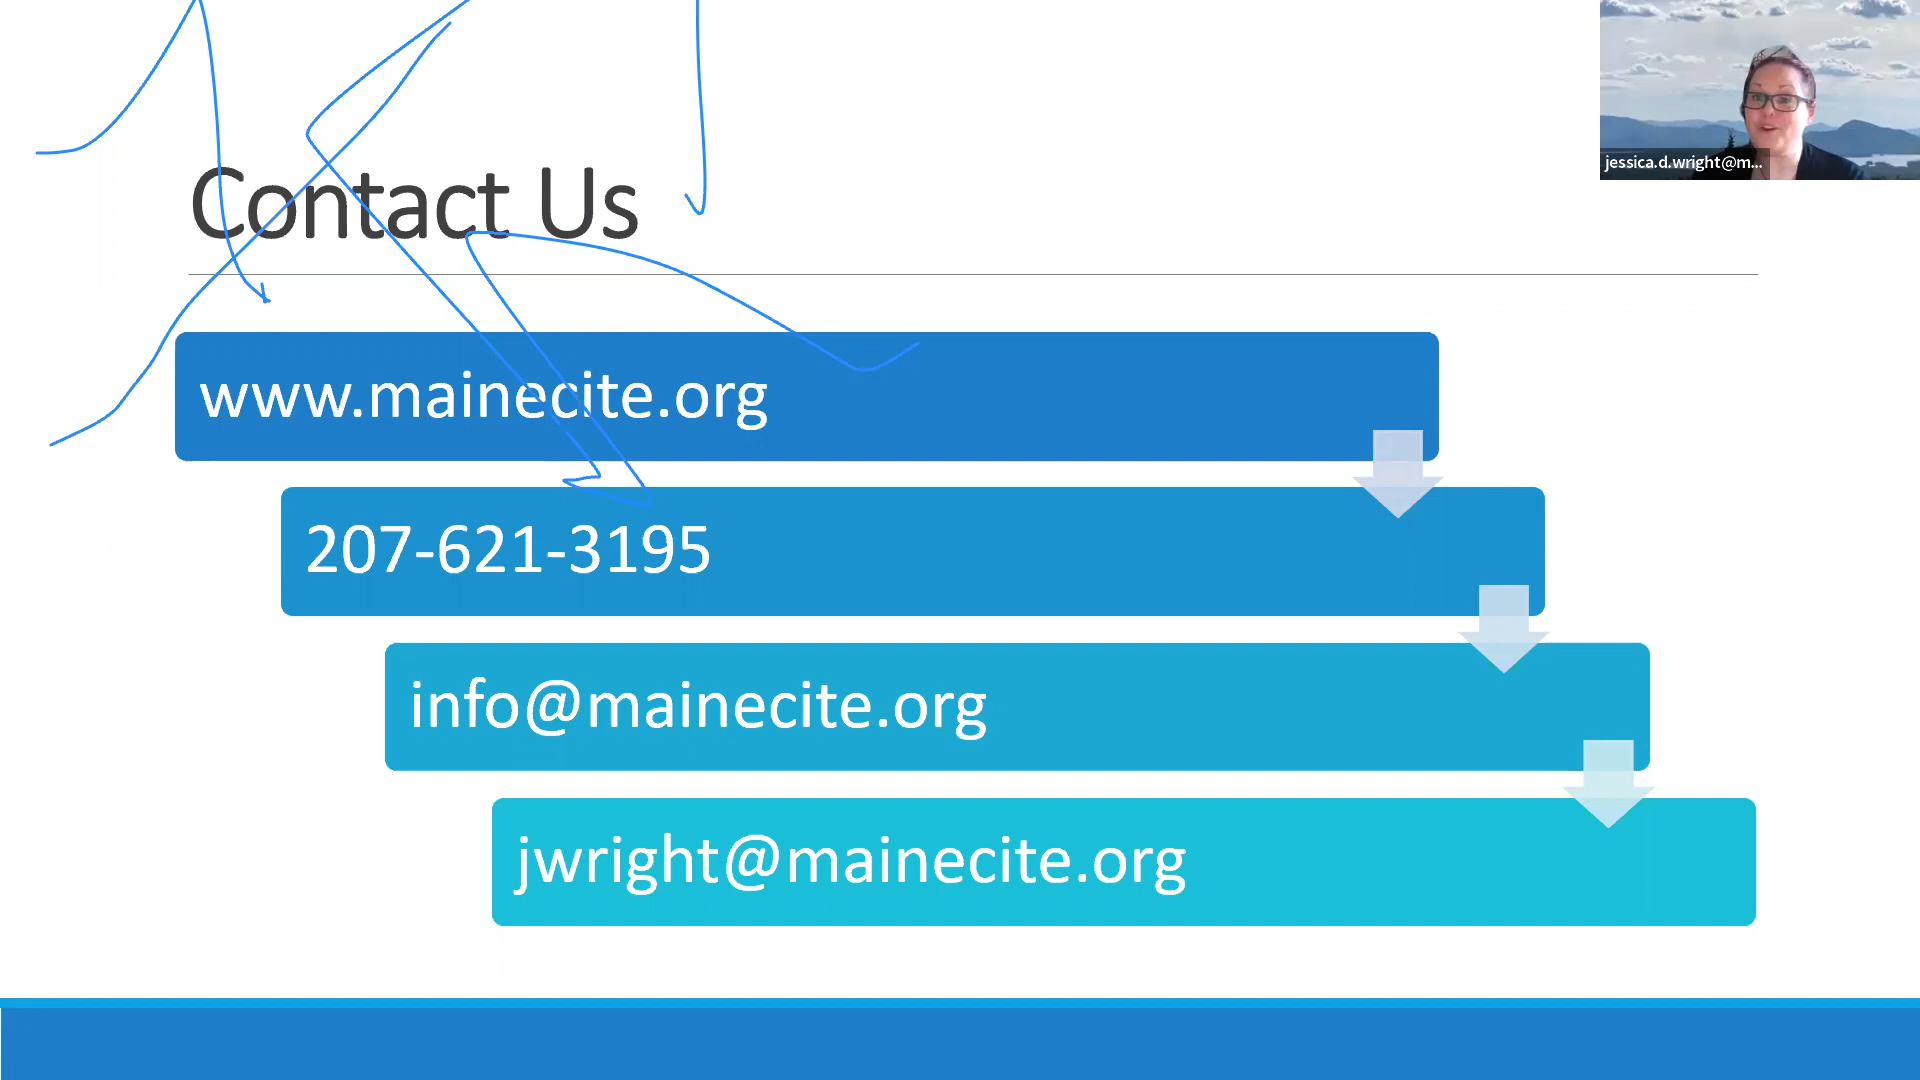 jessica.d.wright@m...
Contact Us
www.mainecite.org
207-621-3195
info@mainecite.org
jwright@mainecite.org